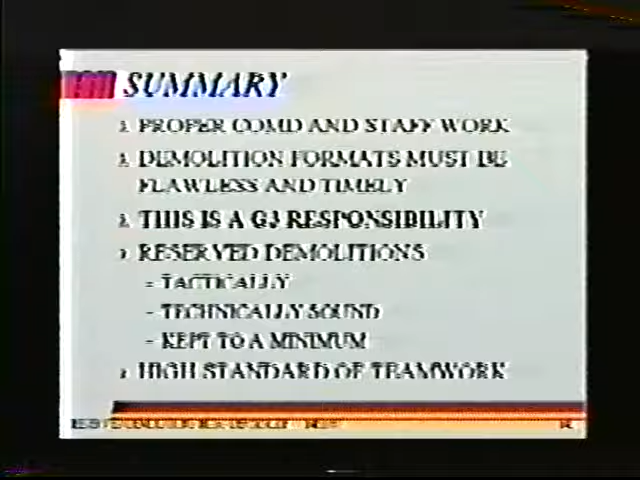 SUMMARY
PROPER COMD AND STAFF WORK
DEMOLITION FORMATS MUST BE
FLAWLESS AND TIMELY
THIS IS A G3 RESPONSIBILITY
RESERVED DEMOLITIONS
- TACTICALLY
- TECHNICALLY SOUND
- KEPT TO A MINIMUM
HIGH STANDARD OF TEAMWORK